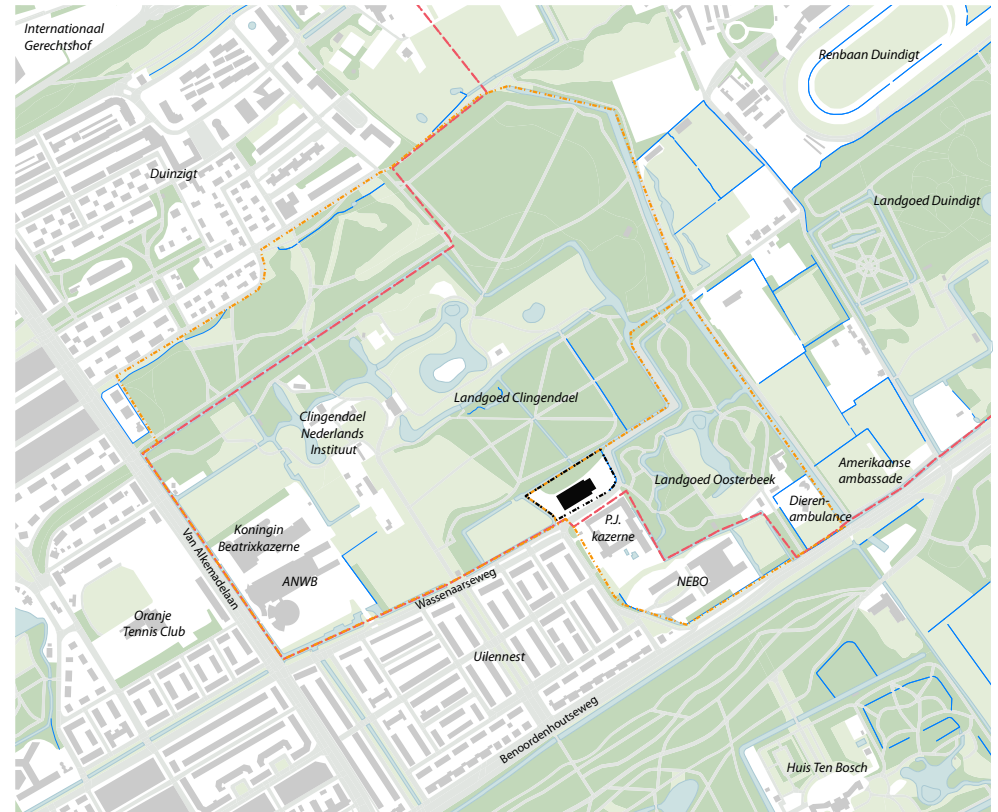 Internationaal
Gerechtshof
Renbaan Duindigt
Duinzigt
Landgoed Duindigt
Landgoed Clingendael
Clingendael
Nederlands
Instituut
Landgoed Oosterbeek
Amerikaanse
ambassade
Dieren-
ambulance
P.J.
kazerne
Koningin
Beatrixkazerne
ANWB
NEBO
Van Alkemadelaan
Wassenaarseweg
Oranje
Tennis Club
Uilennest
Benoordenhoutseweg
Huis Ten Bosch